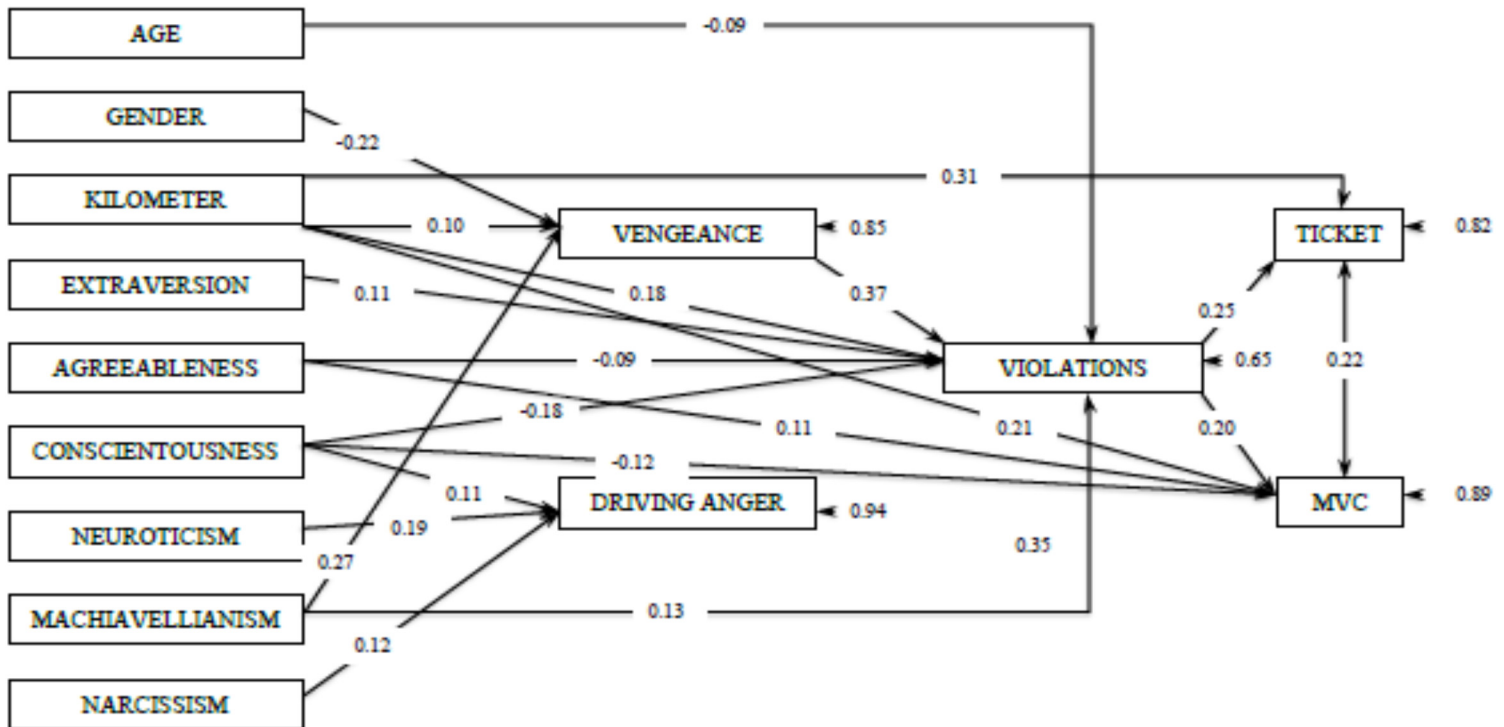 AGE
-0.09
GENDER
-0.22
KILOMETER
0.31
0.10
VENGEANCE
0.85
TICKET
0.82
EXTRAVERSION
0.11
0.18
0.37
0.25
AGREEABLENESS
-0.09
VIOLATIONS
0.65
0.22
-0.18
0.11
0.21
0.20
CONSCIENTOUSNESS
-0.12
0.11
DRIVING ANGER
0.94
MVC
0.89
NEUROTICISM
0.19
0.35
0.27
MACHIAVELLIANISM
0.13
0.12
NARCISSISM